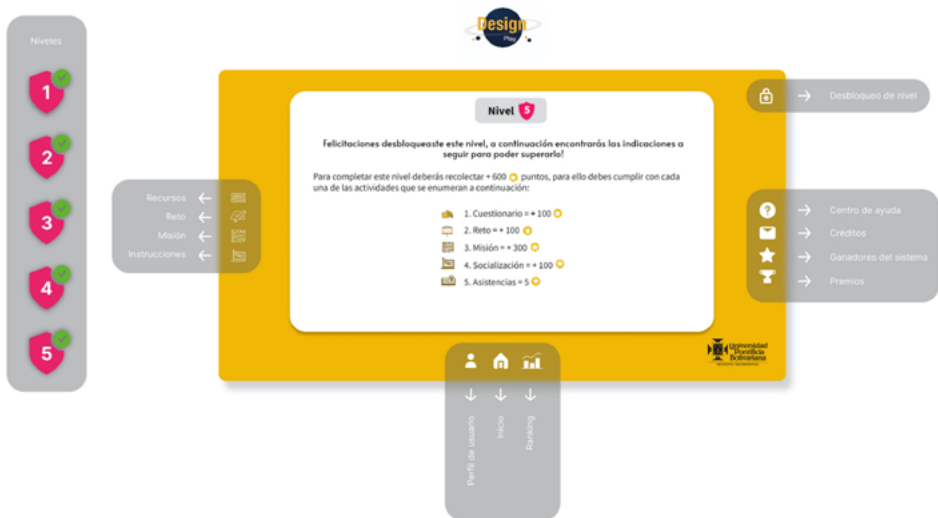 Design
Play
Niveles
1
2
3
4
5
Nivel 5
Felicitaciones desbloqueaste este nivel, a continuación encontrarás las indicaciones a
seguir para poder superarlo!
Para completar este nivel deberás recolectar + 600 puntos, para ello debes cumplir con cada
una de las actividades que se enumeran a continuación:
1. Cuestionario = + 100
2. Reto = + 100
3. Misión = + 300
4. Socialización = + 100
5. Asistencias = 5
Recursos
Reto
Misión
Instrucciones
Desbloqueo de nivel
Centro de ayuda
Créditos
Ganadores del sistema
Premios
Universidad
Pontificia
Bolivariana
Perfil de usuario
Inicio
Ranking